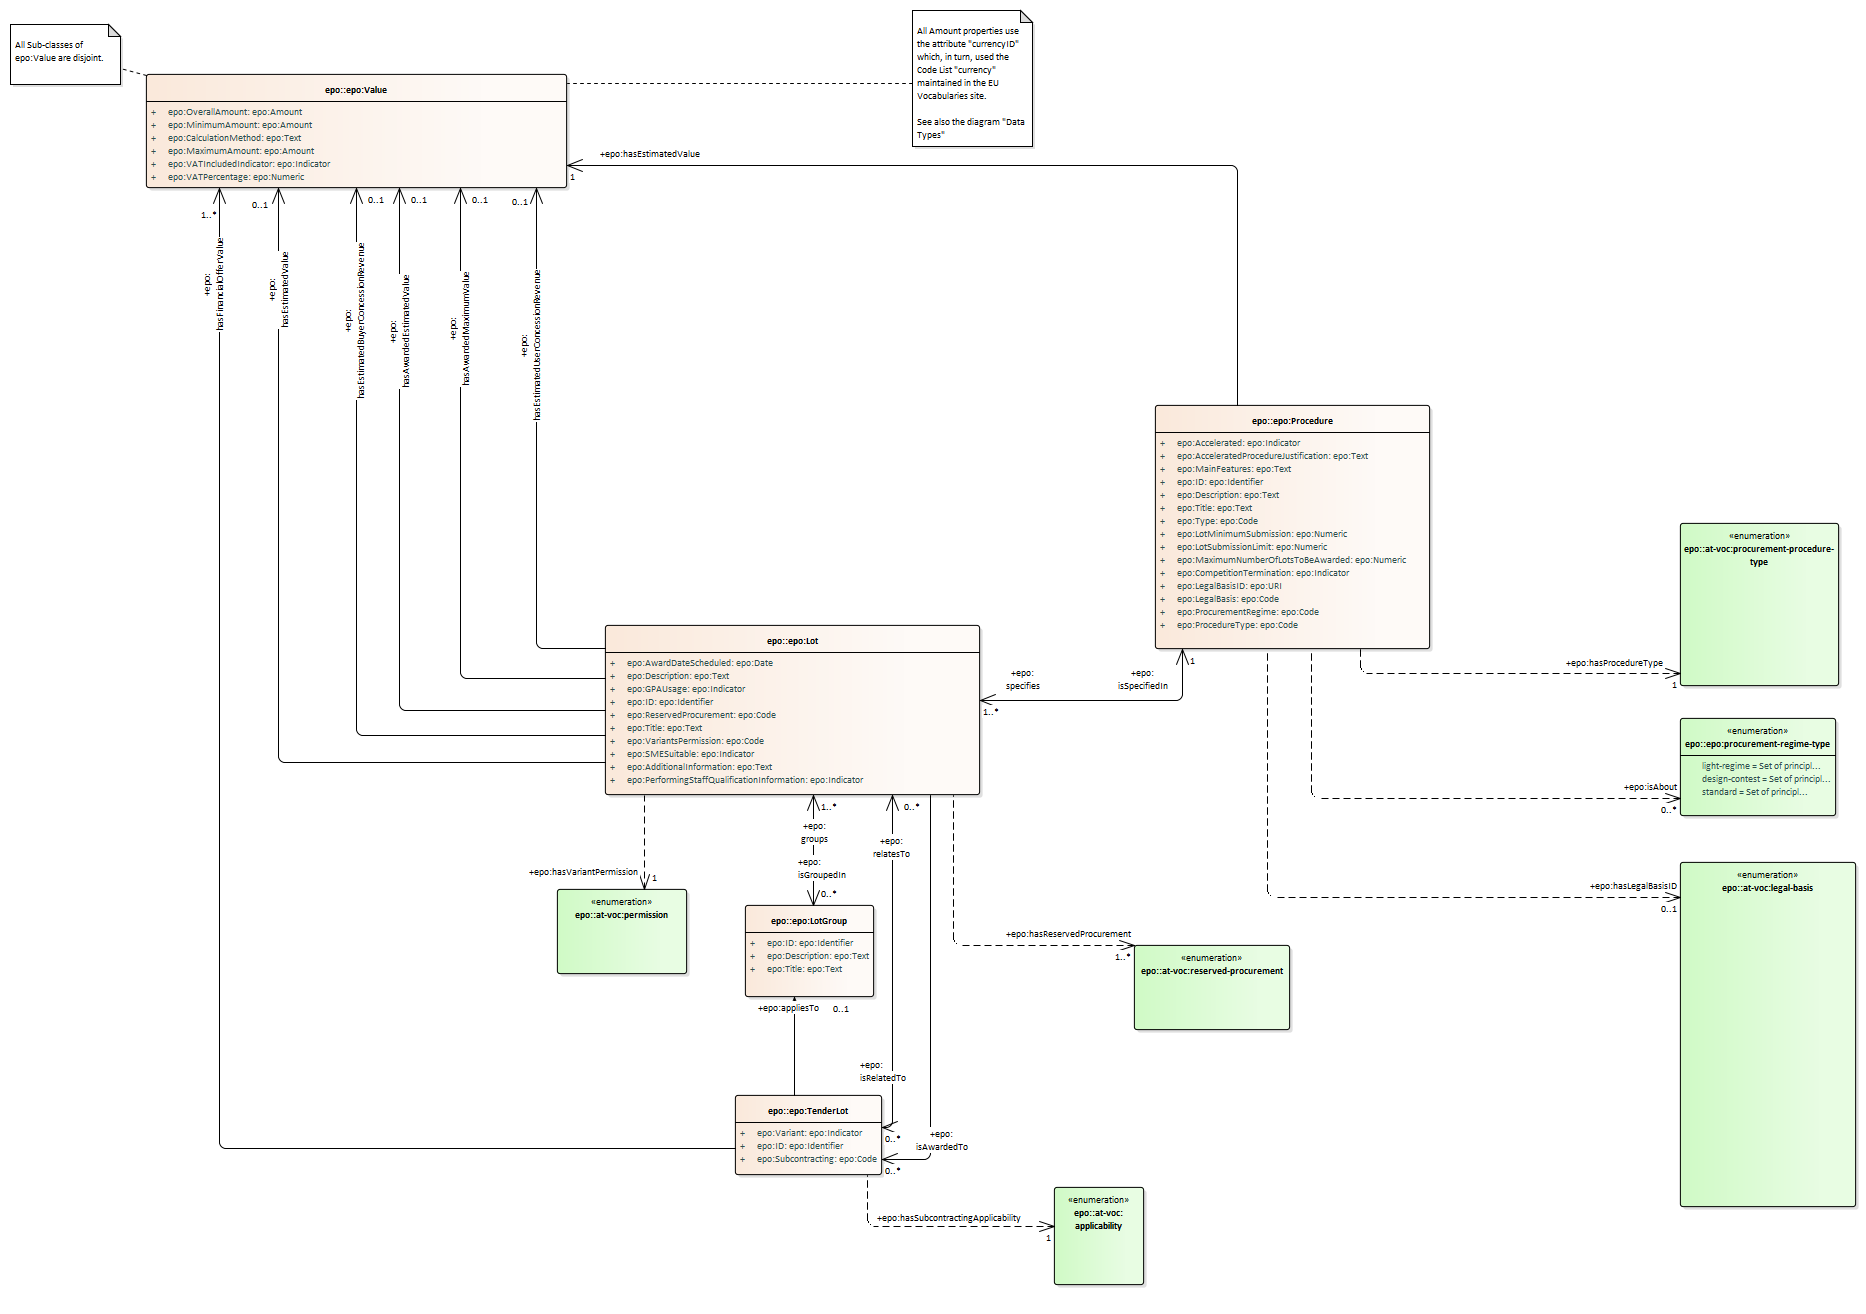 All Sub-classes of
epo:Value are disjoint.
All Amount properties use
the attribute "currencyID"
which, in turn, used the
Code List "currency"
maintained in the EU
Vocabularies site.
See also the diagram "Data
Types"
epo::epo:Value
+ epo:OverallAmount: epo:Amount
+ epo:MinimumAmount: epo:Amount
+ epo:CalculationMethod: epo:Text
+ epo:MaximumAmount: epo:Amount
+ epo:VATIncludedIndicator: epo:Indicator
+ epo:VATPercentage: epo:Numeric
+epo:hasEstimatedValue
1
1..*
0..1
0..1
0..1
0..1
0..1
+epo:
hasFinancialOfferValue
+epo:
hasEstimatedValue
+epo:
hasEstimatedBuyerConcessionRevenue
+epo:
hasAwardedEstimatedValue
+epo:
hasAwardedMaximumValue
+epo:
hasEstimatedUserConcessionRevenue
epo::epo:Procedure
+ epo:Accelerated: epo:Indicator
+ epo:AcceleratedProcedureJustification: epo:Text
+ epo:MainFeatures: epo:Text
+ epo:ID: epo:Identifier
+ epo:Description: epo:Text
+ epo:Title: epo:Text
+ epo:Type: epo:Code
+ epo:LotMinimumSubmission: epo:Numeric
+ epo:LotSubmissionLimit: epo:Numeric
+ epo:MaximumNumberOfLotsToBeAwarded: epo:Numeric
+ epo:CompetitionTermination: epo:Indicator
+ epo:LegalBasisID: epo:URI
+ epo:LegalBasis: epo:Code
+ epo:ProcurementRegime: epo:Code
+ epo:ProcedureType: epo:Code
«enumeration»
epo::at-voc:procurement-procedure-
type
+epo:hasProcedureType
1
epo::epo:Lot
+ epo:AwardDateScheduled: epo:Date
+ epo:Description: epo:Text
+ epo:GPAUsage: epo:Indicator
+ epo:ID: epo:Identifier
+ epo:ReservedProcurement: epo:Code
+ epo:Title: epo:Text
+ epo:VariantsPermission: epo:Code
+ epo:SMESuitable: epo:Indicator
+ epo:AdditionalInformation: epo:Text
+ epo:PerformingStaffQualificationInformation: epo:Indicator
+epo:
specifies
1..*
+epo:
isSpecifiedIn
1
«enumeration»
epo::epo:procurement-regime-type
light-regime = Set of principl...
design-contest = Set of principl...
standard = Set of principl...
+epo:isAbout
0..*
+epo:hasVariantPermission
1
«enumeration»
epo::at-voc:permission
1..*
+epo:
groups
+epo:
isGroupedIn
0..*
0..*
+epo:
relatesTo
«enumeration»
epo::at-voc:legal-basis
+epo:hasLegalBasisID
0..1
epo::epo:LotGroup
+ epo:ID: epo:Identifier
+ epo:Description: epo:Text
+ epo:Title: epo:Text
+epo:hasReservedProcurement
1..*
«enumeration»
epo::at-voc:reserved-procurement
+epo:appliesTo
0..1
+epo:
isRelatedTo
0..*
+epo:
isAwardedTo
0..*
epo::epo:TenderLot
+ epo:Variant: epo:Indicator
+ epo:ID: epo:Identifier
+ epo:Subcontracting: epo:Code
+epo:hasSubcontractingApplicability
1
«enumeration»
epo::at-voc:
applicability